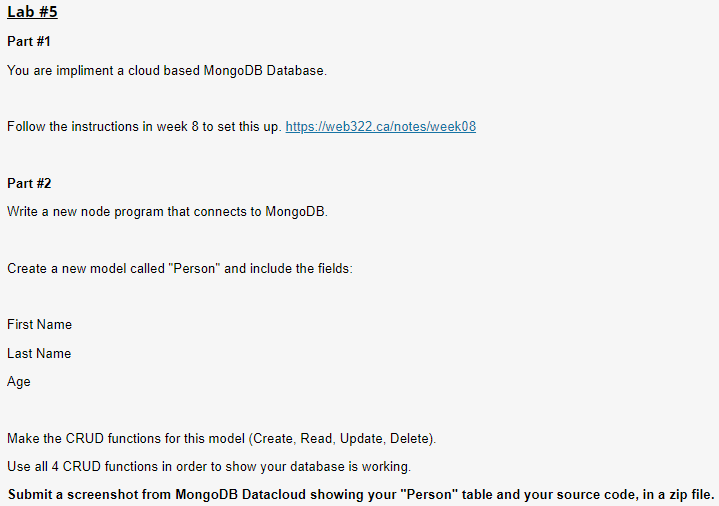 Lab #5
Part #1
You are impliment a cloud based MongoDB Database.
Follow the instructions in week 8 to set this up. https://web322.ca/notes/week08
Part #2
Write a new node program that connects to MongoDB.
Create a new model called "Person" and include the fields:
First Name
Last Name
Age
Make the CRUD functions for this model (Create, Read, Update, Delete).
Use all 4 CRUD functions in order to show your database is working.
Submit a screenshot from MongoDB Datacloud showing your "Person" table and your source code, in a zip file.